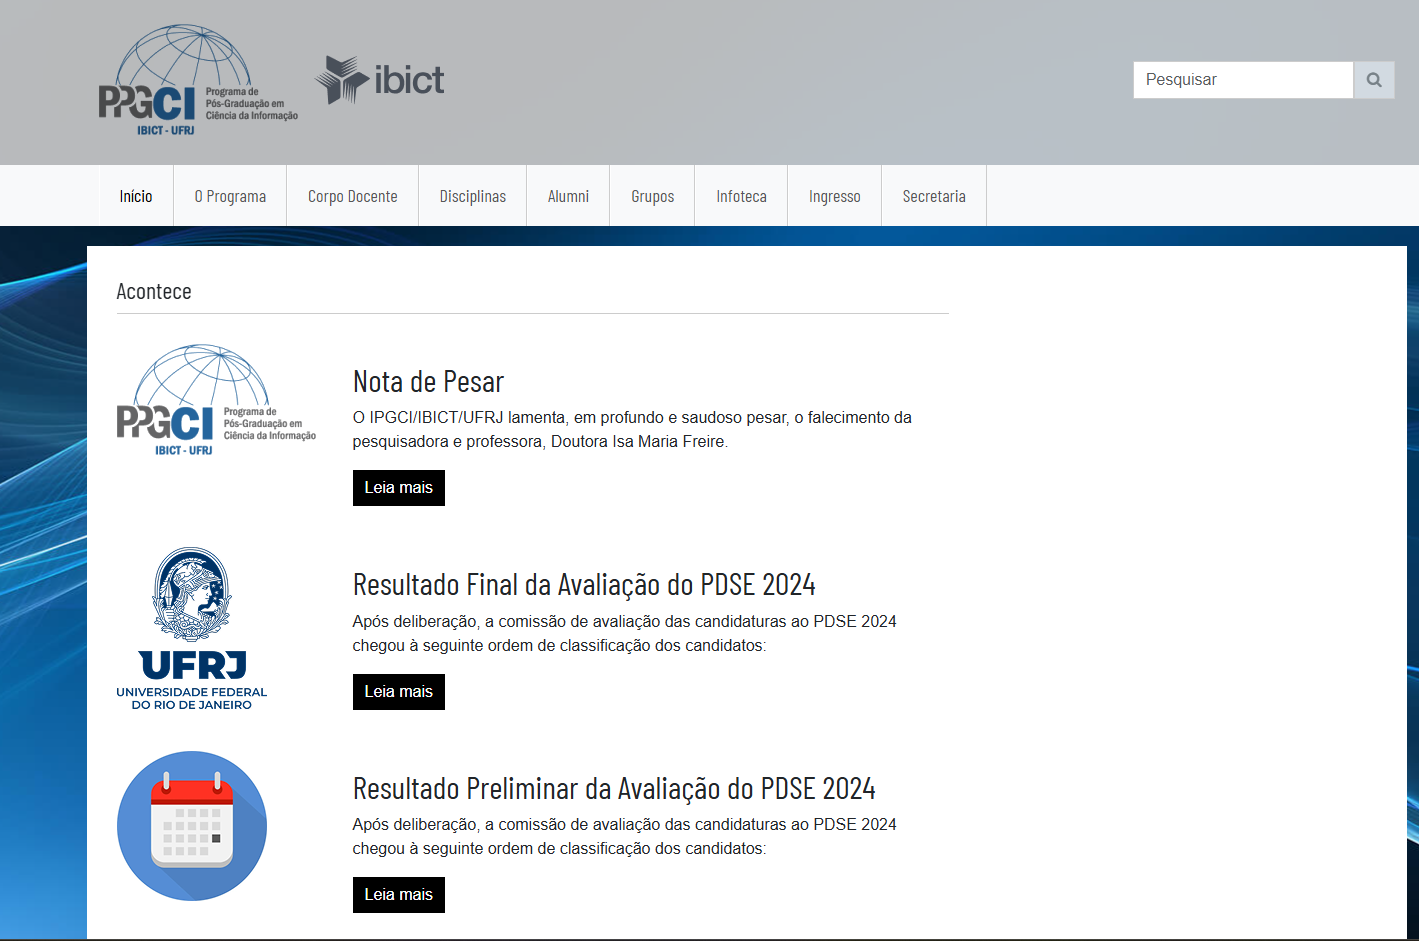 PPGCI
Programa de
Pós-Graduação em
Ciência da Informação
IBICT - UFRJ
ibict
Pesquisar
Início
O Programa
Corpo Docente
Disciplinas
Alumni
Grupos
Infoteca
Ingresso
Secretaria
Acontece
PPGCI
Programa de
Pós-Graduação em
Ciência da Informação
IBICT - UFRJ
Nota de Pesar
O IPGCI/IBICT/UFRJ lamenta, em profundo e saudoso pesar, o falecimento da
pesquisadora e professora, Doutora Isa Maria Freire.
Leia mais
UFRJ
UNIVERSIDADE FEDERAL
DO RIO DE JANEIRO
Resultado Final da Avaliação do PDSE 2024
Após deliberação, a comissão de avaliação das candidaturas ao PDSE 2024
chegou à seguinte ordem de classificação dos candidatos:
Leia mais
Resultado Preliminar da Avaliação do PDSE 2024
Após deliberação, a comissão de avaliação das candidaturas ao PDSE 2024
chegou à seguinte ordem de classificação dos candidatos:
Leia mais